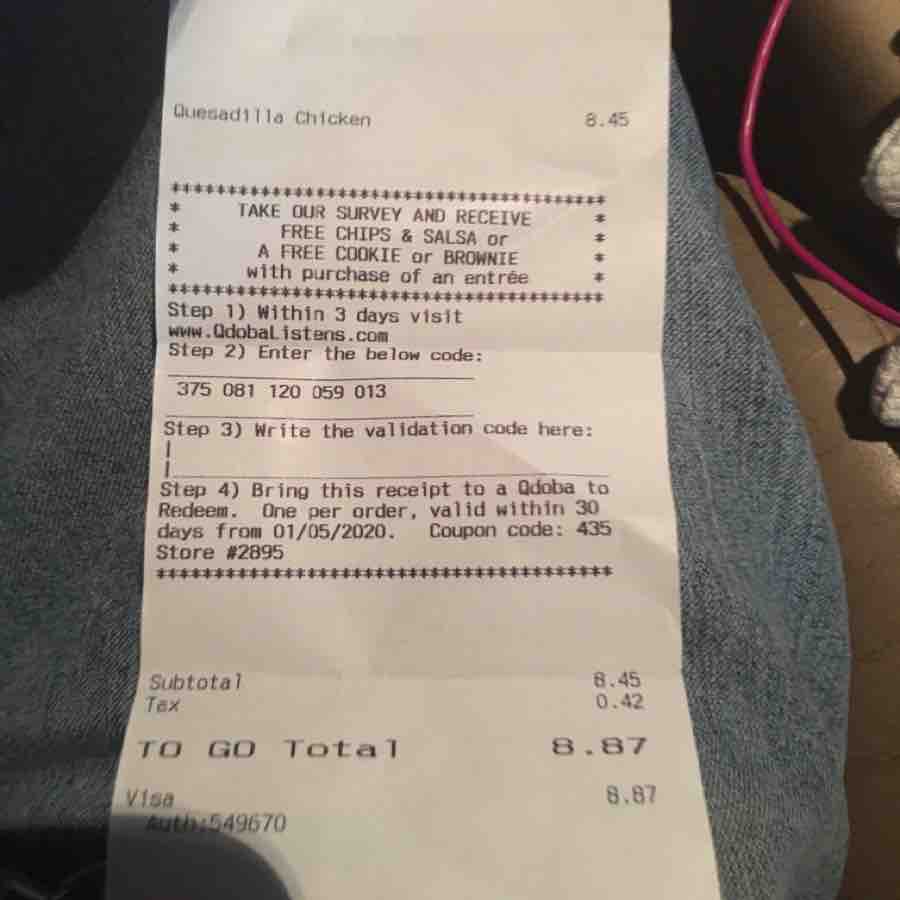 Quesadilla Chicken 8.45
******************************************
* TAKE OUR SURVEY AND RECEIVE *
* FREE CHIPS & SALSA or *
* A FREE COOKIE or BROWNIE *
* with purchase of an entrée *
******************************************
Step 1) Within 3 days visit
www.QdobaListens.com
Step 2) Enter the below code:
375 081 120 059 013
Step 3) Write the validation code here:
|
|
Step 4) Bring this receipt to a Qdoba to
Redeem. One per order, valid within 30
days from 01/05/2020. Coupon code: 435
Store #2895
******************************************
Subtotal 8.45
Tax 0.42
TO GO Total 8.87
Visa 8.87
Auth:549670